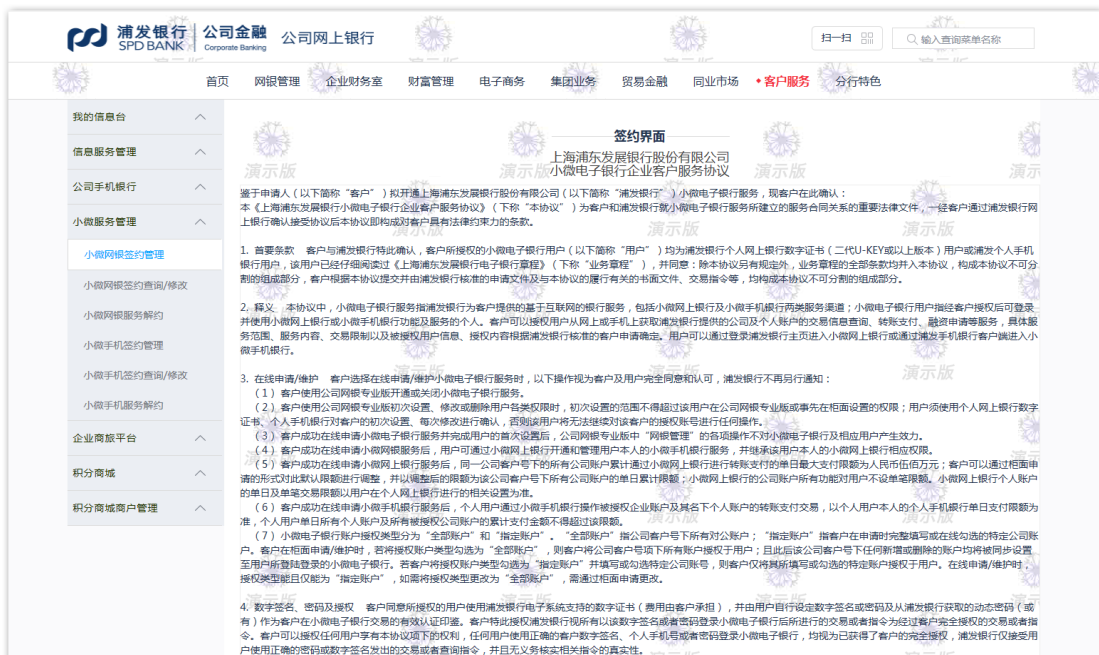 浦发银行 公司金融 公司网上银行 扫一扫 输入查询菜单名称
SPD BANK Corporate Banking
首页 网银管理 企业财务室 财富管理 电子商务 集团业务 贸易金融 同业市场 客户服务 分行特色
我的信息台
信息服务管理
公司手机银行
小微服务管理
小微网银签约管理
小微网银签约查询/修改
小微网银服务解约
小微手机签约管理
小微手机签约查询/修改
小微手机服务解约
企业商旅平台
积分商城
积分商城商户管理
签约界面
上海浦东发展银行股份有限公司
小微电子银行企业客户服务协议
鉴于申请人（以下简称“客户”）拟开通上海浦东发展银行股份有限公司（以下简称“浦发银行”）小微电子银行服务，现客户在此确认：
本《上海浦东发展银行小微电子银行企业客户服务协议》（下称“本协议”）为客户和浦发银行就小微电子银行服务所建立的服务合同关系的重要法律文件，一经客户通过浦发银行网
上银行确认接受协议后本协议即构成对客户具有法律约束力的条款。
1. 首要条款 客户与浦发银行特此确认，客户所授权的小微电子银行用户（以下简称“用户”）均为浦发银行个人网上银行数字证书（二代U-KEY或以上版本）用户或浦发个人手机
银行用户，该用户已经仔细阅读过《上海浦东发展银行电子银行章程》（下称“业务章程”），并同意：除本协议另有规定外，业务章程的全部条款均并入本协议，构成本协议不可分
割的组成部分，客户根据本协议提交并由浦发银行核准的申请文件及与本协议的履行有关的书面文件、交易指令等，均构成本协议不可分割的组成部分。
2. 释义 本协议中，小微电子银行服务指浦发银行为客户提供的基于互联网的银行服务，包括小微网上银行及小微手机银行两类服务渠道；小微电子银行用户指经客户授权后可登录
并使用小微网上银行或小微手机银行功能及服务的个人。客户可以授权用户从网上或手机上获取浦发银行提供的公司及个人账户的交易信息查询、转账支付、融资申请等服务，具体服
务范围、服务内容、交易限制以及被授权用户信息、授权内容根据浦发银行核准的客户申请确定。用户可以通过登录浦发银行主页进入小微网上银行或通过浦发手机银行客户端进入小
微手机银行。
3. 在线申请/维护 客户选择在线申请/维护小微电子银行服务时，以下操作视为客户及用户完全同意和认可，浦发银行不再另行通知：
（1）客户使用公司网银专业版开通或关闭小微电子银行服务。
（2）客户使用公司网银专业版初次设置、修改或删除用户各类权限时，初次设置的范围不得超过该用户在公司网银专业版或事先在柜面设置的权限；用户须使用个人网上银行数字
证书、个人手机银行对客户的初次设置、每次修改进行确认，否则该用户将无法继续对该客户的授权账号进行任何操作。
（3）客户成功在线申请小微电子银行服务并完成用户的首次设置后，公司网银专业版中“网银管理”的各项操作不对小微电子银行及相应用户产生效力。
（4）客户成功在线申请小微网银服务后，用户可通过小微网上银行开通和管理用户本人的小微手机银行服务，并继承该用户本人的小微网上银行相应权限。
（5）客户成功在线申请小微网上银行服务后，同一公司客户号下的所有公司账户累计通过小微网上银行进行转账支付的单日最大支付限额为人民币伍佰万元；客户可以通过柜面申
请的形式对此默认限额进行调整，并以调整后的限额为该公司客户号下所有公司账户的单日累计限额；小微网上银行的公司账户所有功能对用户不设单笔限额。小微网上银行个人账户
的单日及单笔交易限额以用户在个人网上银行进行的相关设置为准。
（6）客户成功在线申请小微手机银行服务后，个人用户通过小微手机银行操作被授权企业账户及其名下个人账户的转账支付交易，以个人用户本人的个人手机银行单日支付限额为
准，个人用户单日所有个人账户及所有被授权公司账户的累计支付金额不得超过该限额。
（7）小微电子银行账户授权类型分为“全部账户”和“指定账户”。“全部账户”指公司客户号下所有对公账户；“指定账户”指客户在申请时完整填写或在线勾选的特定公司账
户。客户在柜面申请/维护时，若将授权账户类型勾选为“全部账户”，则客户将公司客户号项下所有账户授权于用户；且此后该公司客户号下任何新增或删除的账户均将被同步设置
至用户所登陆登录的小微电子银行。若客户将授权账户类型勾选为“指定账户”并填写或勾选特定公司账号，则客户仅将其所填写或勾选的特定账户授权于用户。在线申请/维护时，
授权类型能且仅能为“指定账户”，如需将授权类型更改为“全部账户”，需通过柜面申请更改。
4. 数字签名、密码及授权 客户同意所授权的用户使用浦发银行电子系统支持的数字证书（费用由客户承担），并由用户自行设定数字签名或密码及从浦发银行获取的动态密码（或
有）作为客户在小微电子银行交易的有效认证印鉴。客户特此授权浦发银行视所有以该数字签名或者密码登录小微电子银行后所进行的交易或者指令为经过客户完全授权的交易或者指
令。客户可以授权任何用户享有本协议项下的权利，任何用户使用正确的客户数字签名、个人手机号或者密码登录小微电子银行，均视为已获得了客户的完全授权，浦发银行仅接受用
户使用正确的密码或数字签名发出的交易或者查询指令，并且无义务核实相关指令的真实性。